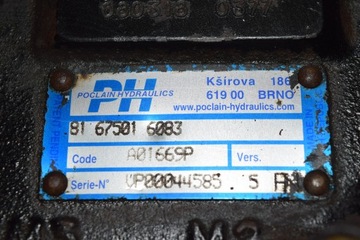 PH
POCLAIN HYDRAULICS
Kšírova 186
619 00 BRNO
www.poclain-hydraulics.com
81 67501 6083
Code A01669P Vers.
Serie-N° VP00044585 S
M2